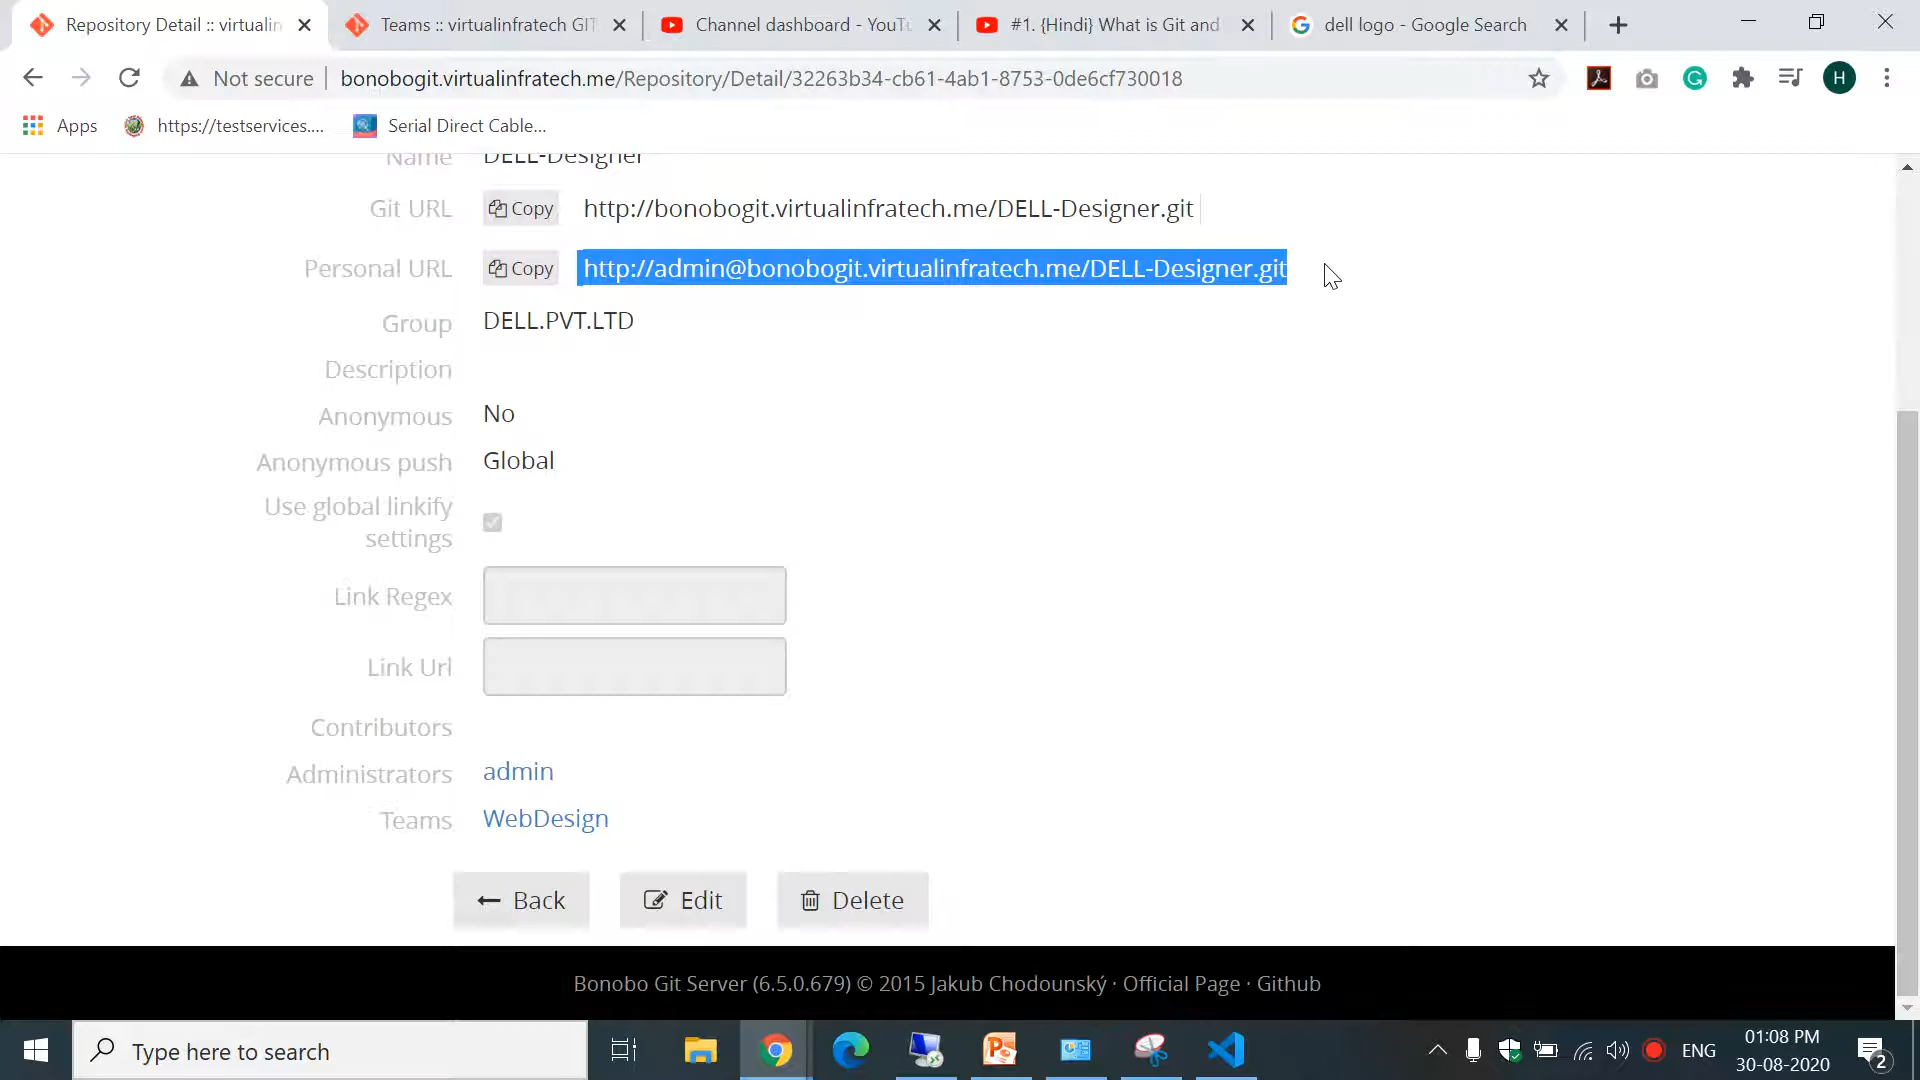 Repository Detail :: virtualin
Teams :: virtualinfratech GIT
Channel dashboard - YouTu
#1. {Hindi} What is Git and
dell logo - Google Search
Not secure
bonobogit.virtualinfratech.me/Repository/Detail/32263b34-cb61-4ab1-8753-0de6cf730018
H
Apps
https://testservices....
Serial Direct Cable...
Name DELL-Designer
Git URL Copy http://bonobogit.virtualinfratech.me/DELL-Designer.git
Personal URL Copy http://admin@bonobogit.virtualinfratech.me/DELL-Designer.git
Group DELL.PVT.LTD
Description
Anonymous No
Anonymous push Global
Use global linkify
settings
Link Regex
Link Url
Contributors
Administrators admin
Teams WebDesign
Back Edit Delete
Bonobo Git Server (6.5.0.679) © 2015 Jakub Chodounský · Official Page · Github
Type here to search
ENG
01:08 PM
30-08-2020
2